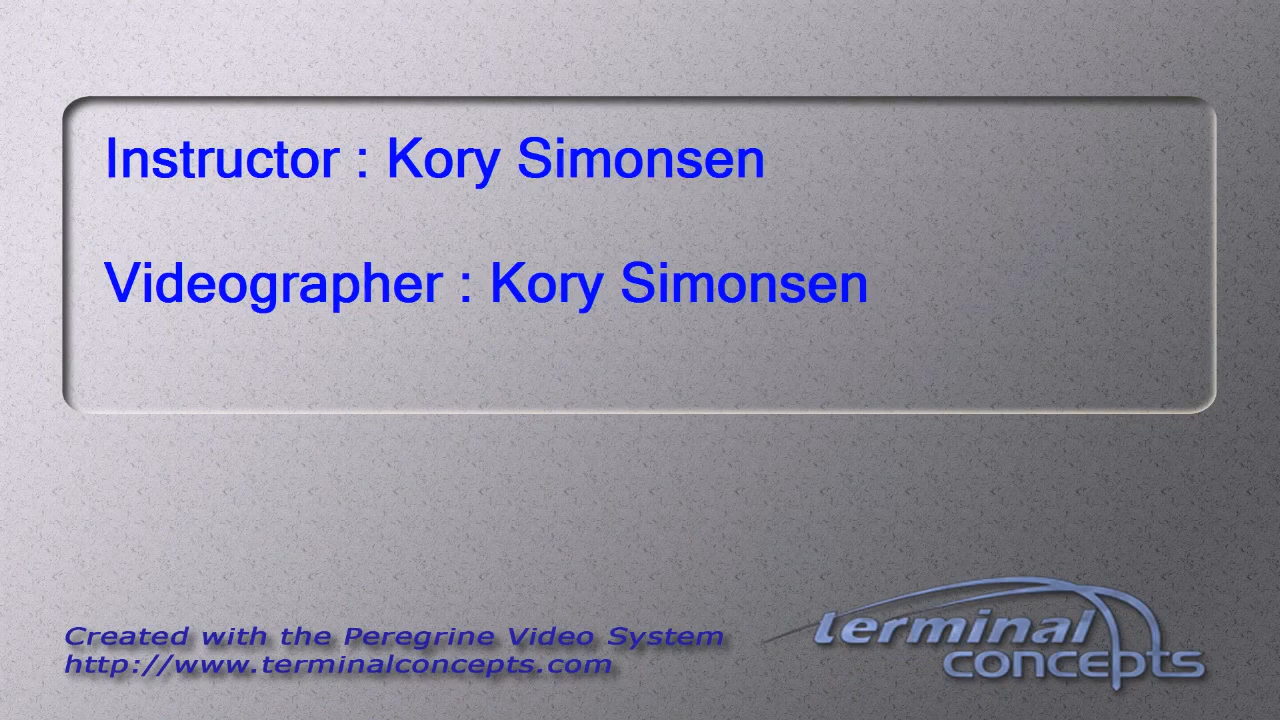 Instructor : Kory Simonsen
Videographer : Kory Simonsen
Created with the Peregrine Video System
http://www.terminalconcepts.com
terminal
concepts